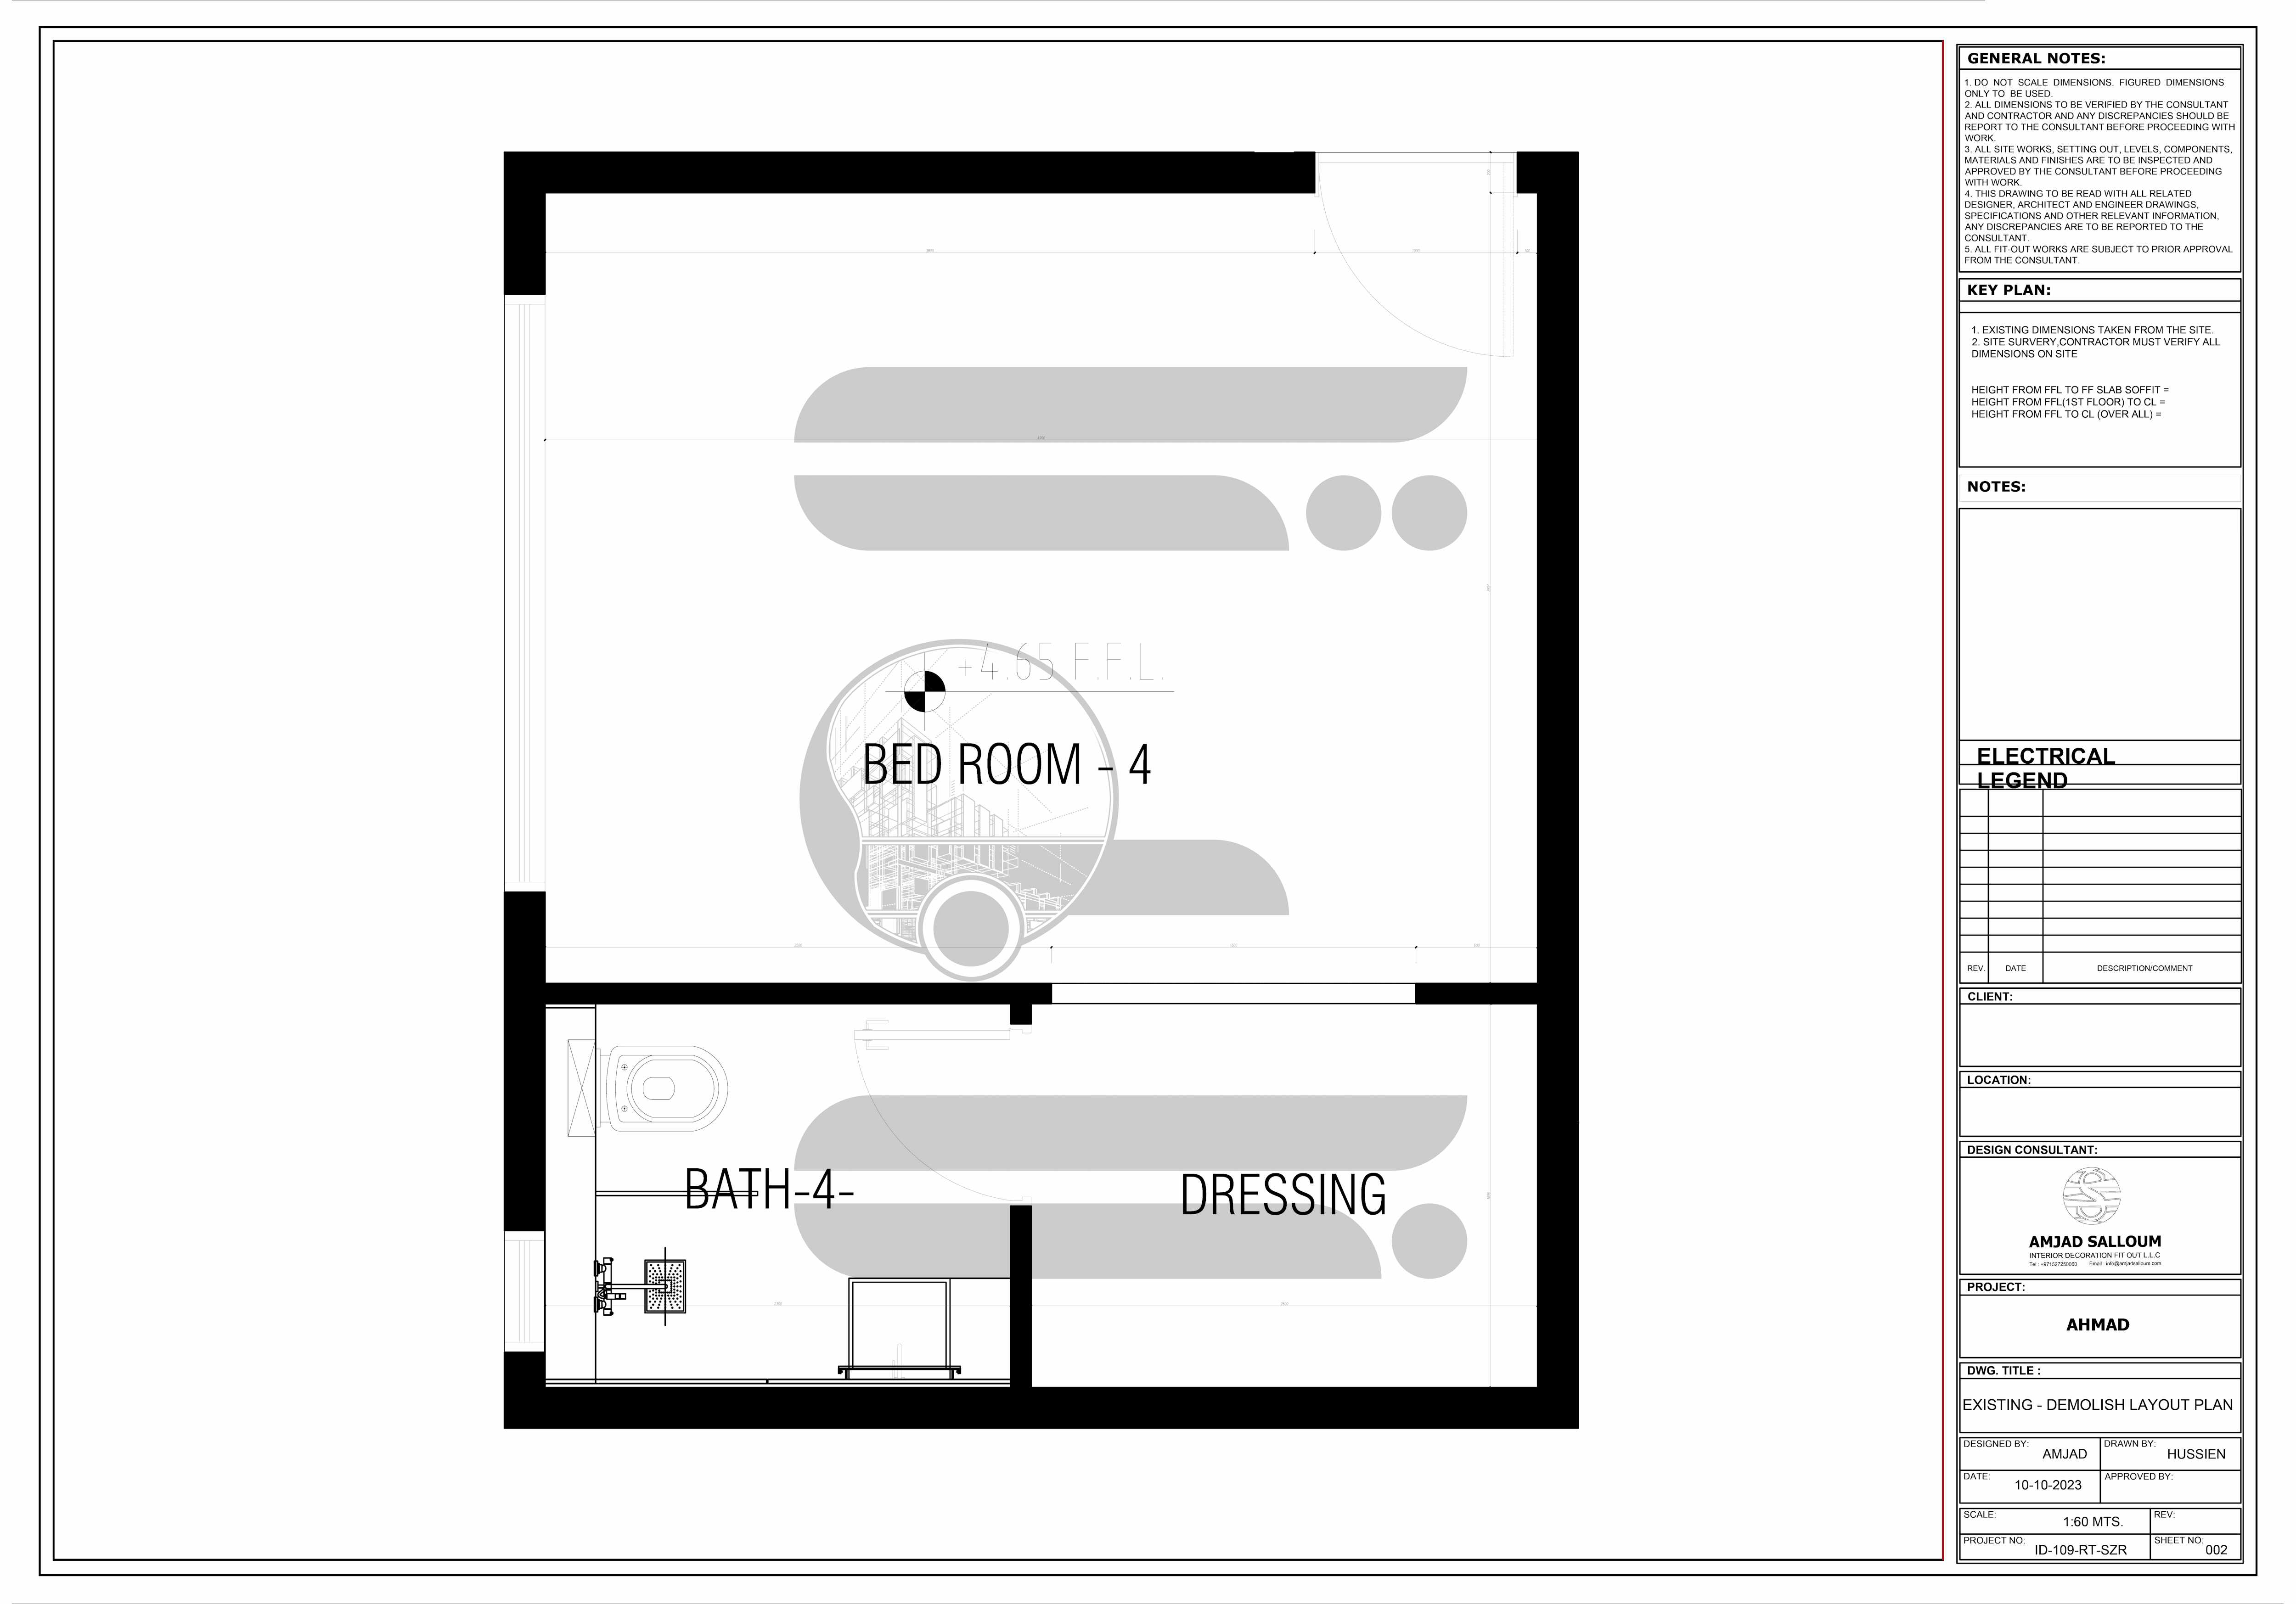 +4.65 F.F.L.
BED ROOM - 4
BATH-4-
DRESSING
GENERAL NOTES:
1. DO NOT SCALE DIMENSIONS. FIGURED DIMENSIONS
ONLY TO BE USED.
2. ALL DIMENSIONS TO BE VERIFIED BY THE CONSULTANT
AND CONTRACTOR AND ANY DISCREPANCIES SHOULD BE
REPORT TO THE CONSULTANT BEFORE PROCEEDING WITH
WORK.
3. ALL SITE WORKS, SETTING OUT, LEVELS, COMPONENTS,
MATERIALS AND FINISHES ARE TO BE INSPECTED AND
APPROVED BY THE CONSULTANT BEFORE PROCEEDING
WITH WORK.
4. THIS DRAWING TO BE READ WITH ALL RELATED
DESIGNER, ARCHITECT AND ENGINEER DRAWINGS,
SPECIFICATIONS AND OTHER RELEVANT INFORMATION,
ANY DISCREPANCIES ARE TO BE REPORTED TO THE
CONSULTANT.
5. ALL FIT-OUT WORKS ARE SUBJECT TO PRIOR APPROVAL
FROM THE CONSULTANT.
KEY PLAN:
1. EXISTING DIMENSIONS TAKEN FROM THE SITE.
2. SITE SURVERY,CONTRACTOR MUST VERIFY ALL
DIMENSIONS ON SITE
HEIGHT FROM FFL TO FF SLAB SOFFIT =
HEIGHT FROM FFL(1ST FLOOR) TO CL =
HEIGHT FROM FFL TO CL (OVER ALL) =
NOTES:
ELECTRICAL
LEGEND
REV. DATE DESCRIPTION/COMMENT
CLIENT:
LOCATION:
DESIGN CONSULTANT:
AMJAD SALLOUM
INTERIOR DECORATION FIT OUT L.L.C
Tel : +971527250060 Email : info@amjadsalloum.com
PROJECT:
AHMAD
DWG. TITLE :
EXISTING - DEMOLISH LAYOUT PLAN
DESIGNED BY: AMJAD DRAWN BY: HUSSIEN
DATE: 10-10-2023 APPROVED BY:
SCALE: 1:60 MTS. REV:
PROJECT NO: ID-109-RT-SZR SHEET NO: 002